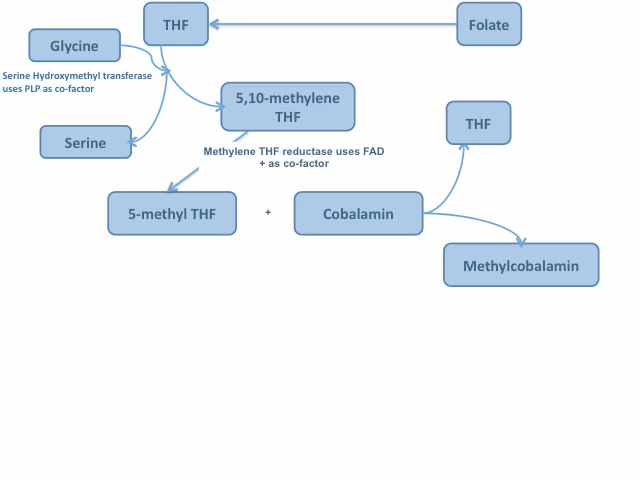 THF
Folate
Glycine
Serine Hydroxymethyl transferase
uses PLP as co-factor
5,10-methylene
THF
THF
Serine
Methylene THF reductase uses FAD
+ as co-factor
5-methyl THF
+
Cobalamin
Methylcobalamin